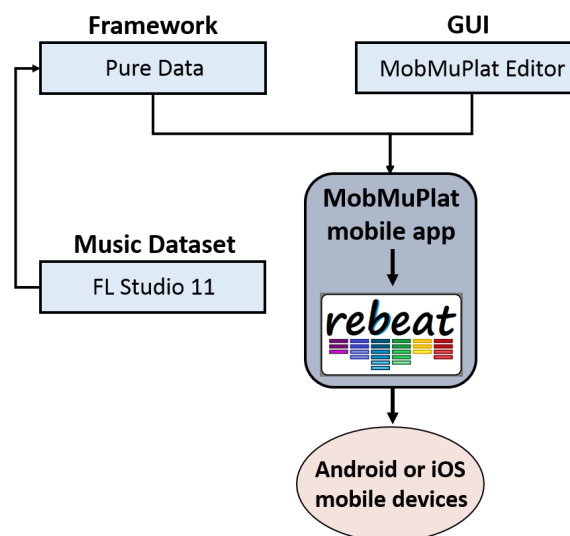 Framework
Pure Data
GUI
MobMuPlat Editor
Music Dataset
FL Studio 11
MobMuPlat
mobile app
rebeat
Android or iOS
mobile devices